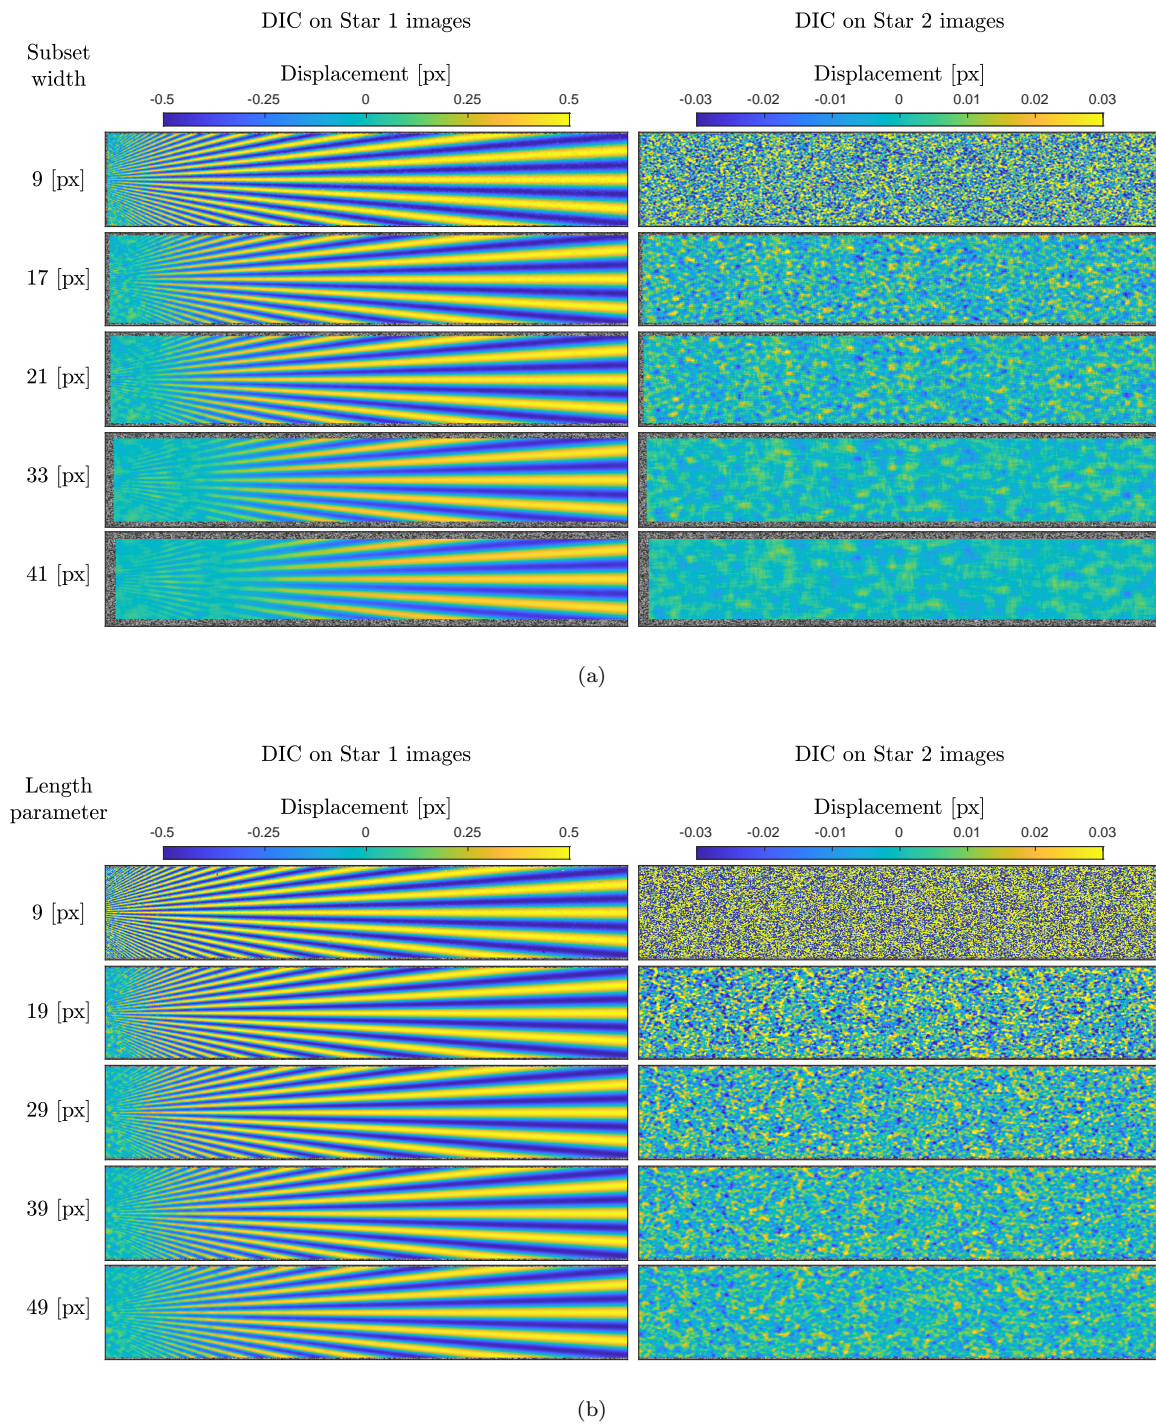 DIC on Star 1 images
DIC on Star 2 images
Subset
width
Displacement [px]
Displacement [px]
-0.5 -0.25 0 0.25 0.5
-0.03 -0.02 -0.01 0 0.01 0.02 0.03
9 [px]
17 [px]
21 [px]
33 [px]
41 [px]
(a)
DIC on Star 1 images
DIC on Star 2 images
Length
parameter
Displacement [px]
Displacement [px]
-0.5 -0.25 0 0.25 0.5
-0.03 -0.02 -0.01 0 0.01 0.02 0.03
9 [px]
19 [px]
29 [px]
39 [px]
49 [px]
(b)